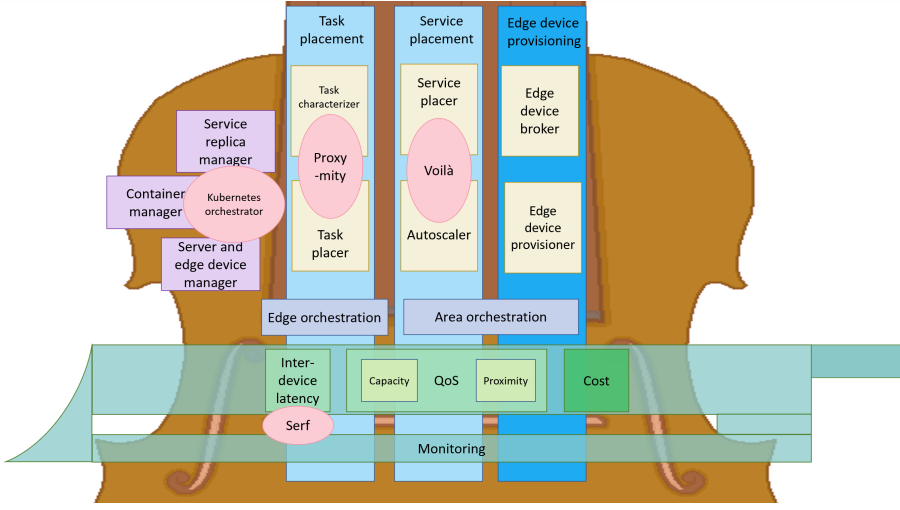 Task
placement
Service
placement
Edge device
provisioning
Task
characterizer
Service
placer
Edge
device
broker
Service
replica
manager
Proxy
-mity
Voilà
Container
manager
Kubernetes
orchestrator
Task
placer
Autoscaler
Edge
device
provisioner
Server and
edge device
manager
Edge orchestration
Area orchestration
Inter-
device
latency
Capacity
QoS
Proximity
Cost
Serf
Monitoring